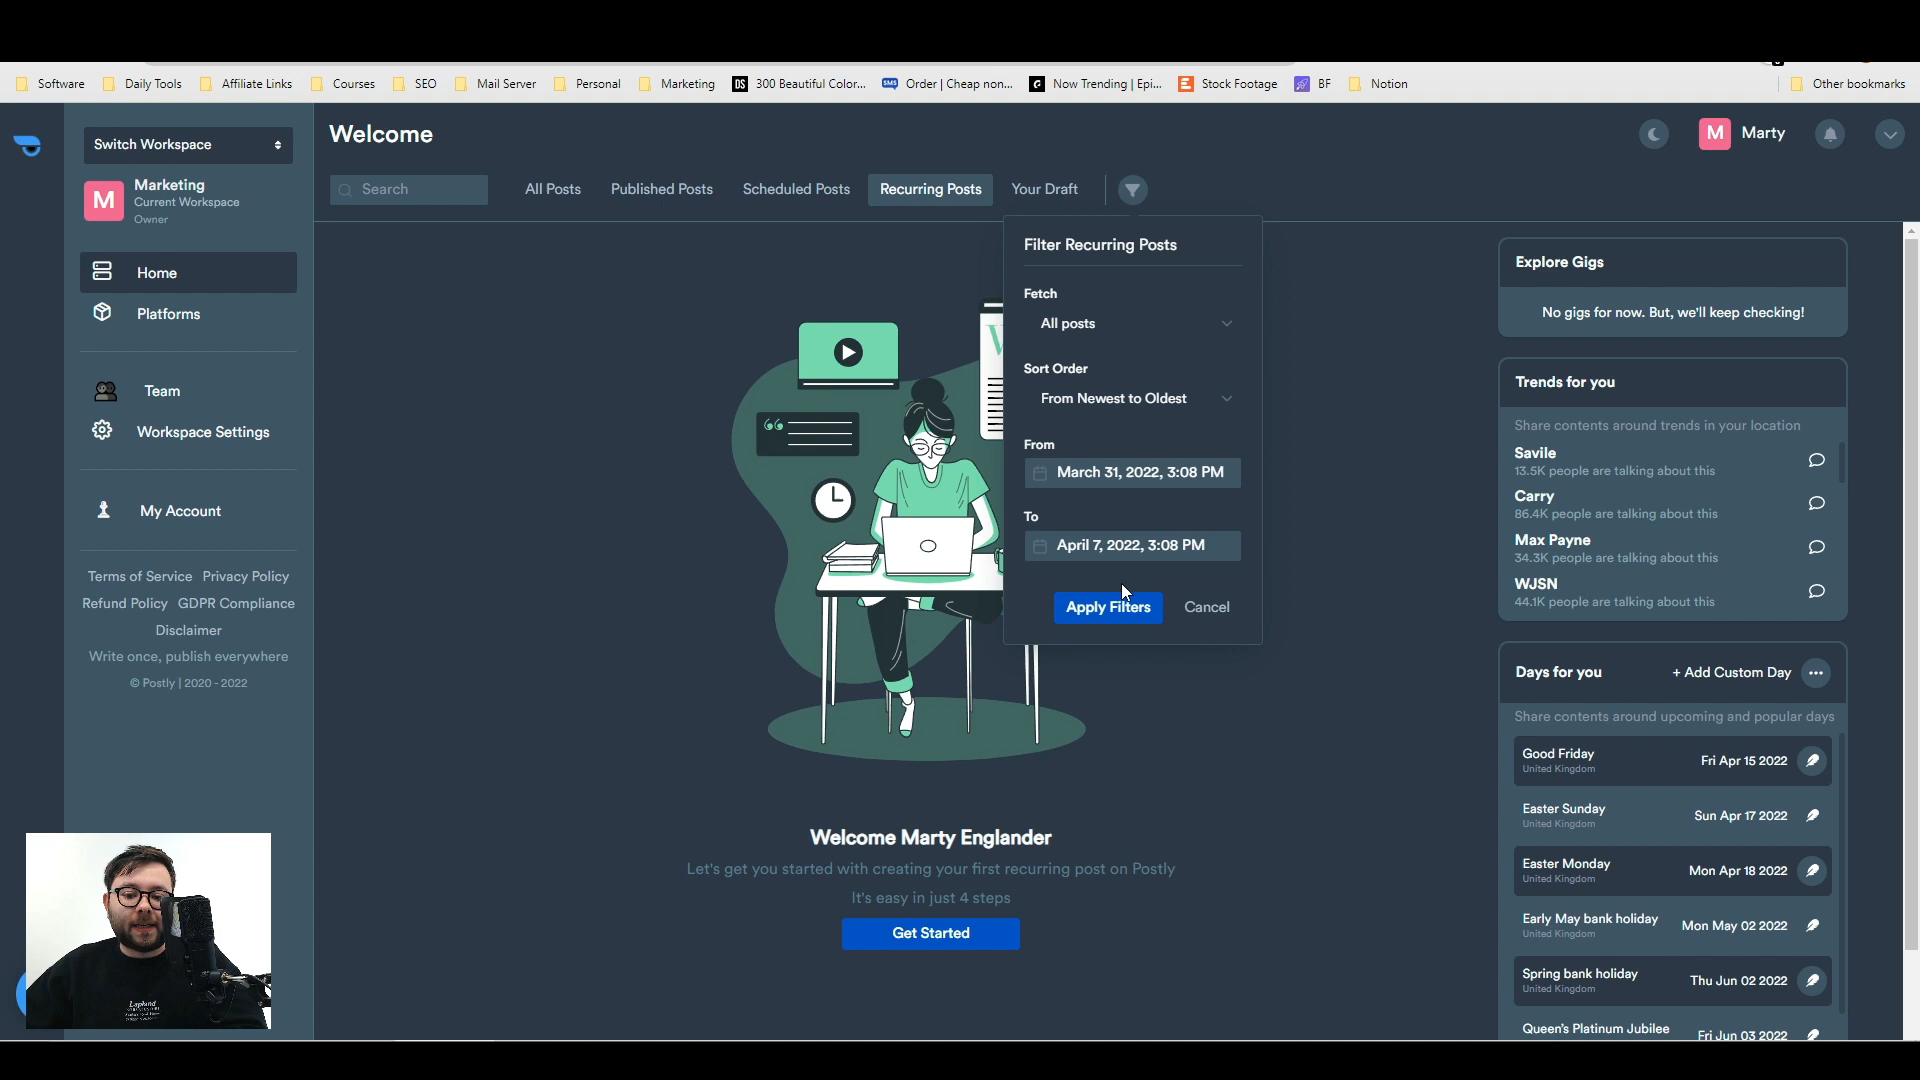 Software
Daily Tools
Affiliate Links
Courses
SEO
Mail Server
Personal
Marketing
DS 300 Beautiful Color...
SMS Order | Cheap non...
Now Trending | Epi...
Stock Footage
BF
Notion
Other bookmarks
Switch Workspace
M
Marketing
Current Workspace
Owner
Home
Platforms
Team
Workspace Settings
My Account
Terms of Service Privacy Policy
Refund Policy GDPR Compliance
Disclaimer
Write once, publish everywhere
© Postly | 2020 - 2022
Welcome
M Marty
Search
All Posts
Published Posts
Scheduled Posts
Recurring Posts
Your Draft
Filter Recurring Posts
Fetch
All posts
Sort Order
From Newest to Oldest
From
March 31, 2022, 3:08 PM
To
April 7, 2022, 3:08 PM
Apply Filters
Cancel
Welcome Marty Englander
Let's get you started with creating your first recurring post on Postly
It's easy in just 4 steps
Get Started
Explore Gigs
No gigs for now. But, we'll keep checking!
Trends for you
Share contents around trends in your location
Savile
13.5K people are talking about this
Carry
86.4K people are talking about this
Max Payne
34.3K people are talking about this
WJSN
44.1K people are talking about this
Days for you
+ Add Custom Day
Share contents around upcoming and popular days
Good Friday
United Kingdom
Fri Apr 15 2022
Easter Sunday
United Kingdom
Sun Apr 17 2022
Easter Monday
United Kingdom
Mon Apr 18 2022
Early May bank holiday
United Kingdom
Mon May 02 2022
Spring bank holiday
United Kingdom
Thu Jun 02 2022
Queen's Platinum Jubilee
Fri Jun 03 2022
Lapland